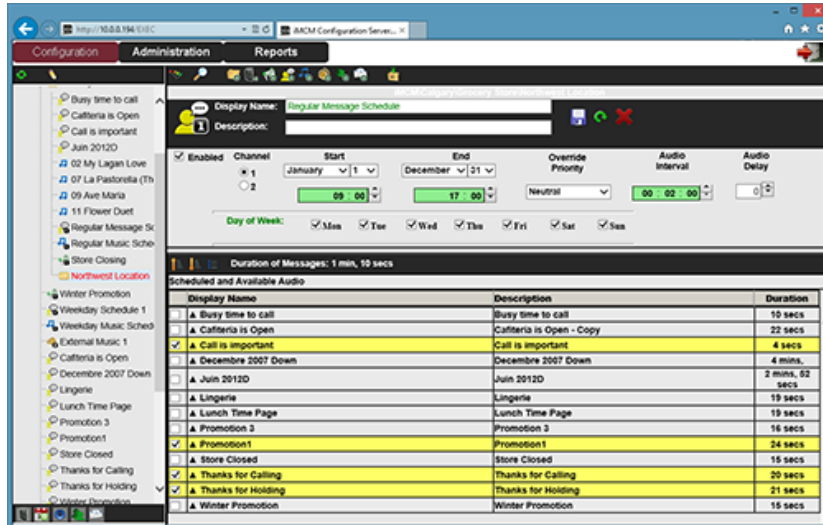 http://10.0.0.194/EXEC
iMCM Configuration Server...
Configuration Administration Reports
iMCM\Calgary\Grocery Store\Northwest Location
Display Name: Regular Message Schedule
Description:
Enabled Channel Start End Override Priority Audio Interval Audio Delay
1 January 1 December 31
2
09 : 00 17 : 00 Neutral 00 : 02 : 00 0
Day of Week: Mon Tue Wed Thu Fri Sat Sun
Duration of Messages: 1 min, 10 secs
Scheduled and Available Audio
Display Name Description Duration
Busy time to call Busy time to call 10 secs
Cafiteria is Open Cafiteria is Open - Copy 22 secs
Call is important Call is important 4 secs
Decembre 2007 Down Decembre 2007 Down 4 mins,
Juin 2012D Juin 2012D 2 mins, 52 secs
Lingerie Lingerie 19 secs
Lunch Time Page Lunch Time Page 19 secs
Promotion 3 Promotion 3 16 secs
Promotion1 Promotion1 24 secs
Store Closed Store Closed 15 secs
Thanks for Calling Thanks for Calling 20 secs
Thanks for Holding Thanks for Holding 21 secs
Winter Promotion Winter Promotion 15 secs
Busy time to call
Cafiteria is Open
Call is important
Juin 2012D
02 My Lagan Love
07 La Pastorella (Th
09 Ave Maria
11 Flower Duet
Regular Message Sc
Regular Music Sche
Store Closing
Northwest Location
Winter Promotion
Weekday Schedule 1
Weekday Music Sched
External Music 1
Cafiteria is Open
Decembre 2007 Down
Lingerie
Lunch Time Page
Promotion 3
Promotion1
Store Closed
Thanks for Calling
Thanks for Holding
Winter Promotion